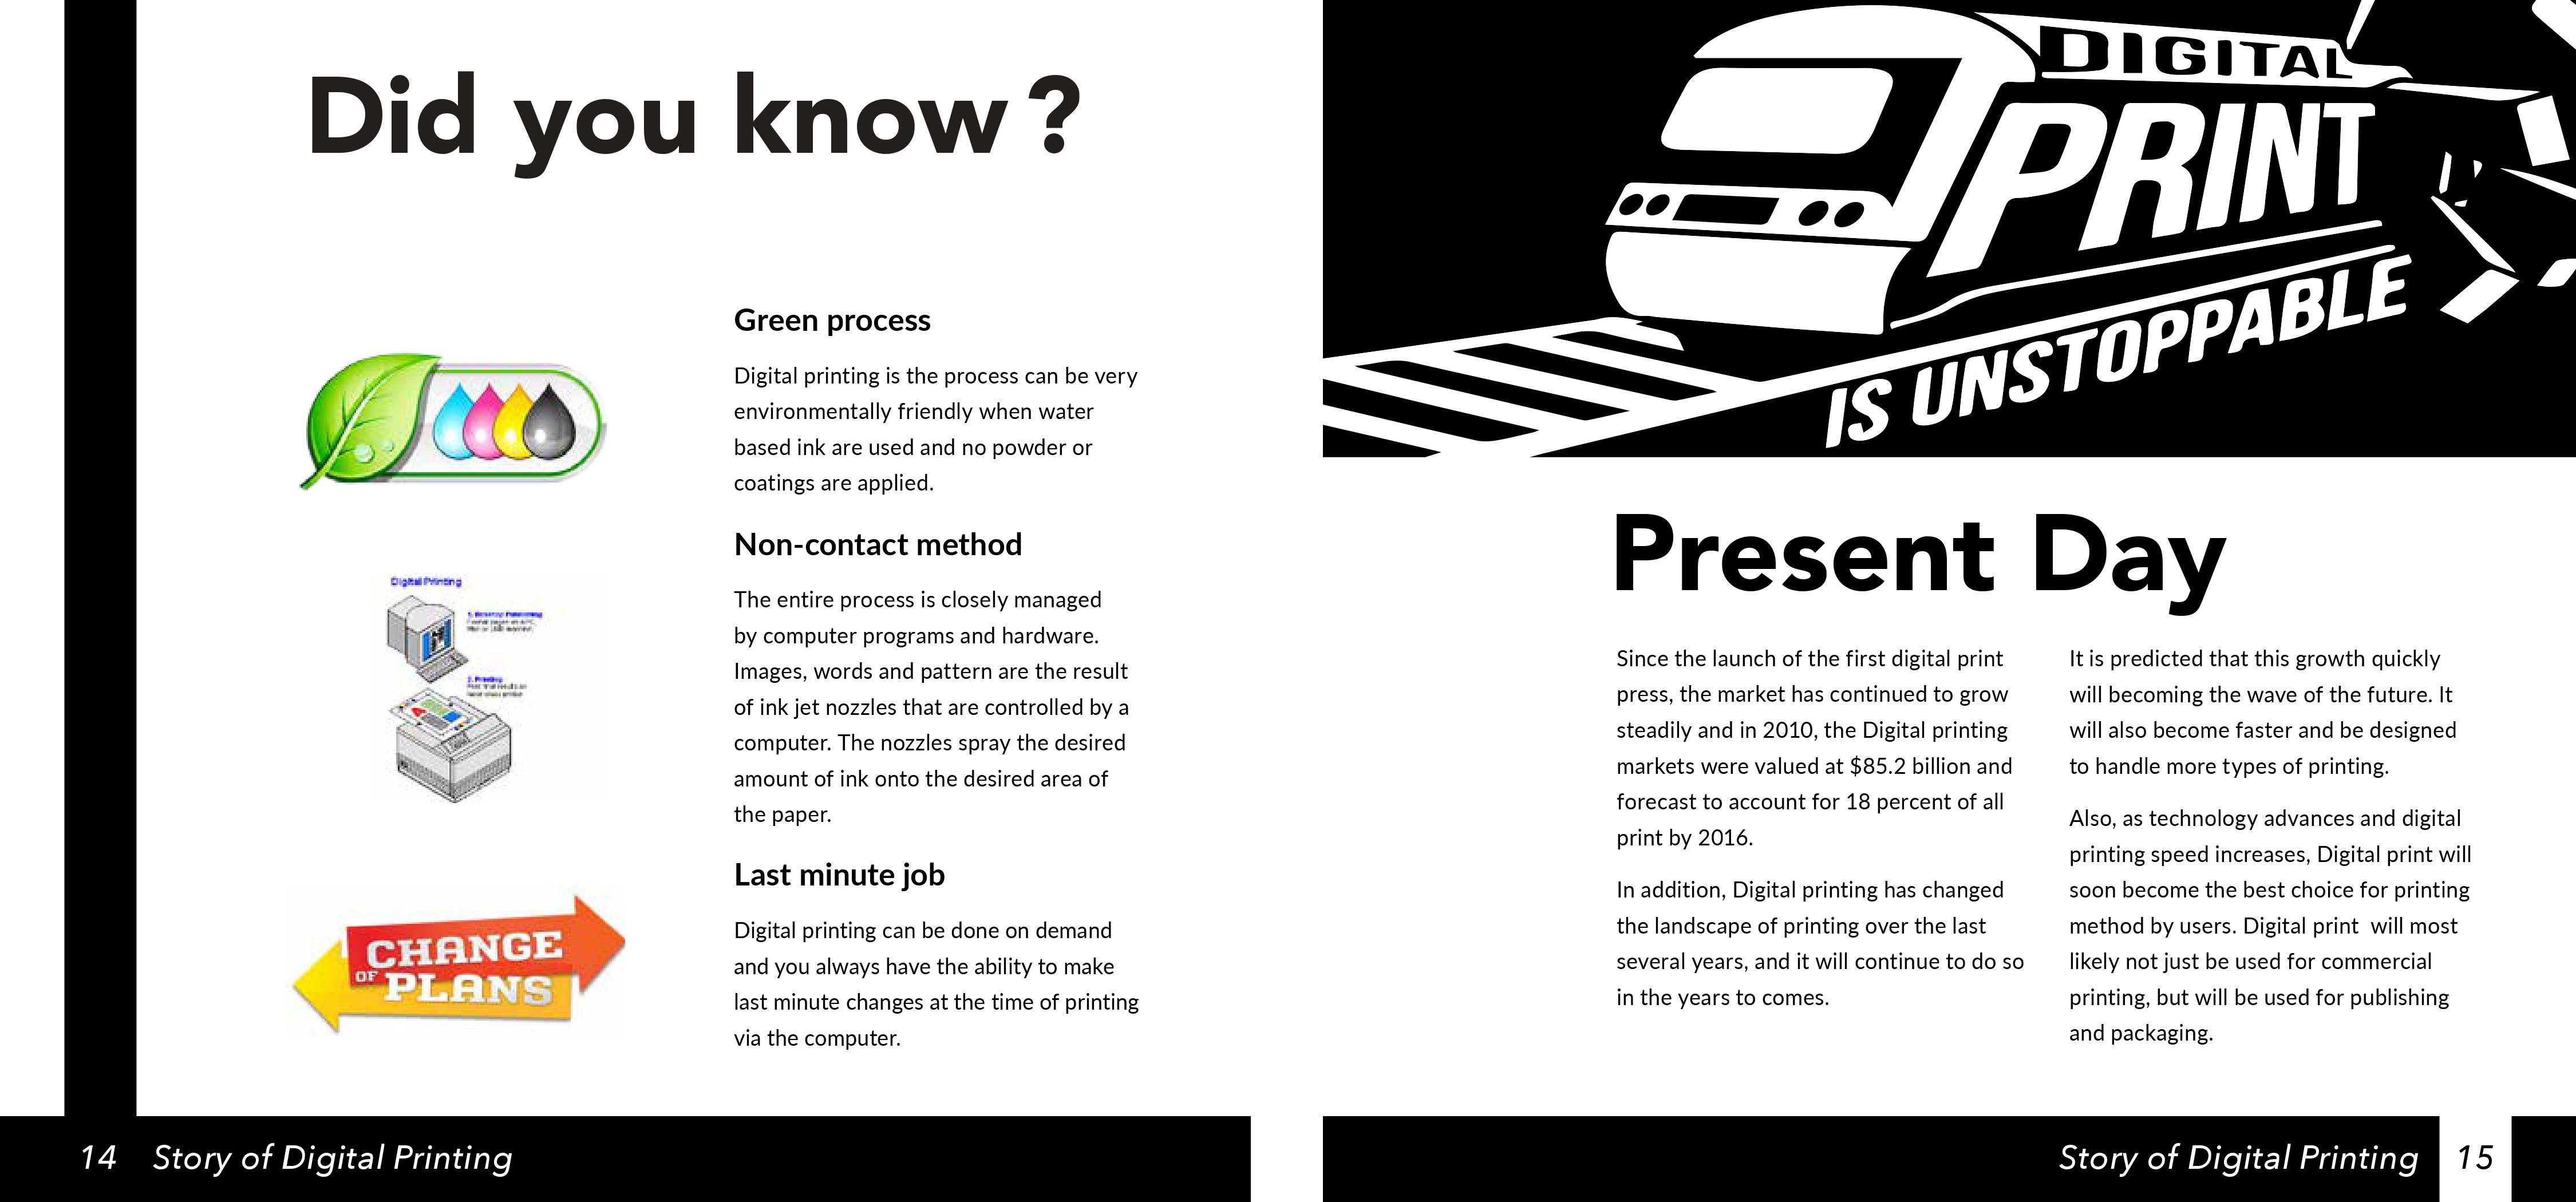 Did you know ?
Green process
Digital printing is the process can be very
environmentally friendly when water
based ink are used and no powder or
coatings are applied.
Digital Printing
Non-contact method
The entire process is closely managed
by computer programs and hardware.
Images, words and pattern are the result
of ink jet nozzles that are controlled by a
computer. The nozzles spray the desired
amount of ink onto the desired area of
the paper.
CHANGE
OF PLANS
Last minute job
Digital printing can be done on demand
and you always have the ability to make
last minute changes at the time of printing
via the computer.
14 Story of Digital Printing
DIGITAL
PRINT
IS UNSTOPPABLE
Present Day
Since the launch of the first digital print
press, the market has continued to grow
steadily and in 2010, the Digital printing
markets were valued at $85.2 billion and
forecast to account for 18 percent of all
print by 2016.
In addition, Digital printing has changed
the landscape of printing over the last
several years, and it will continue to do so
in the years to comes.
It is predicted that this growth quickly
will becoming the wave of the future. It
will also become faster and be designed
to handle more types of printing.
Also, as technology advances and digital
printing speed increases, Digital print will
soon become the best choice for printing
method by users. Digital print  will most
likely not just be used for commercial
printing, but will be used for publishing
and packaging.
Story of Digital Printing 15